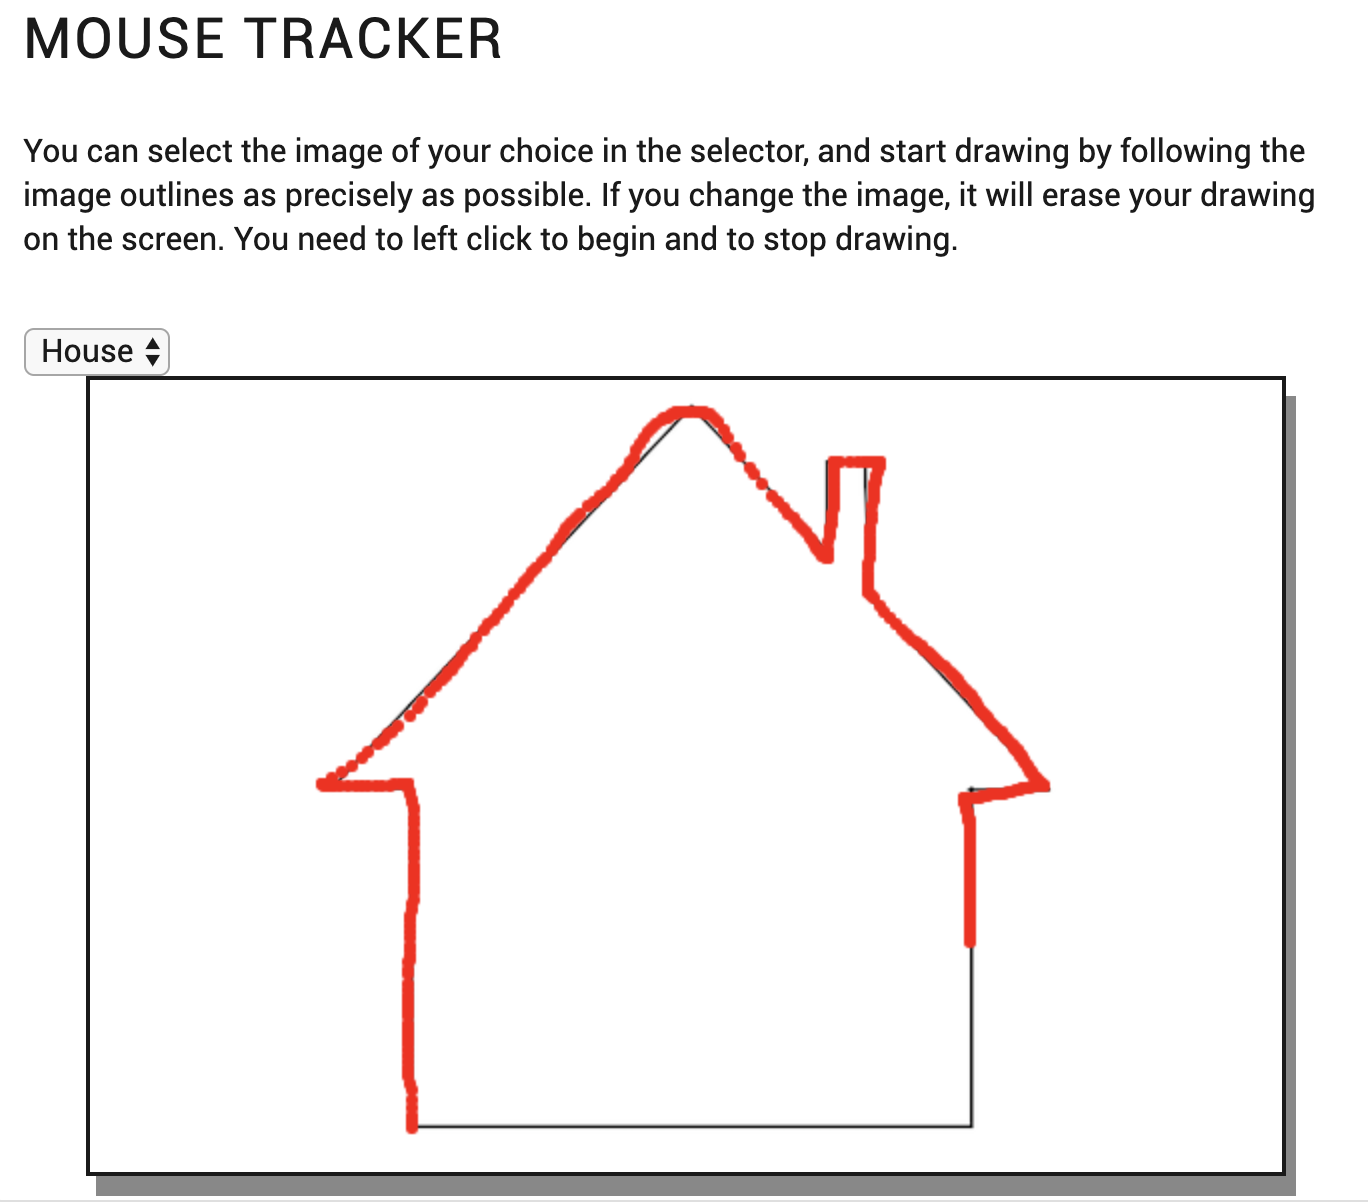 MOUSE TRACKER
You can select the image of your choice in the selector, and start drawing by following the
image outlines as precisely as possible. If you change the image, it will erase your drawing
on the screen. You need to left click to begin and to stop drawing.
House